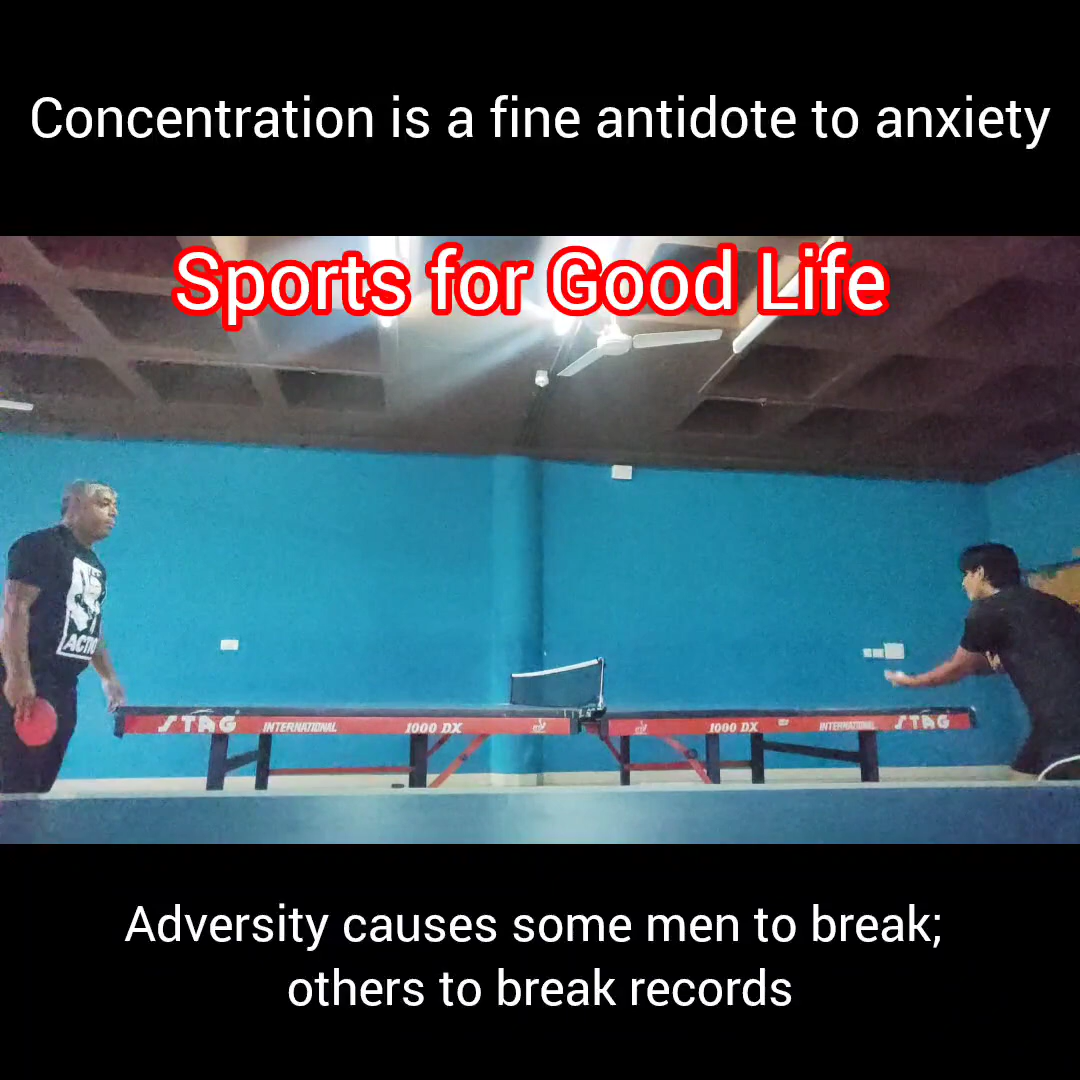 Concentration is a fine antidote to anxiety
Sports for Good Life
ACTIO
STAG INTERNATIONAL 1000 DX
1000 DX INTERNATIONAL STAG
Adversity causes some men to break;
others to break records